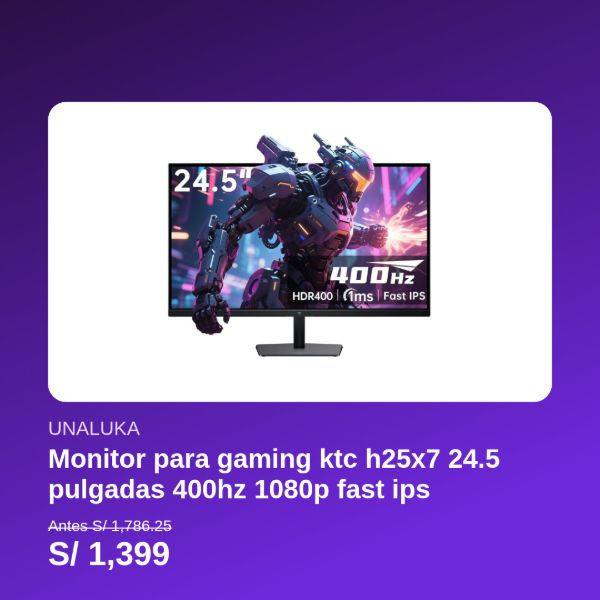 24.5"
400Hz
HDR400 | 1ms | Fast IPS
UNALUKA
Monitor para gaming ktc h25x7 24.5
pulgadas 400hz 1080p fast ips
Antes S/ 1,786.25
S/ 1,399